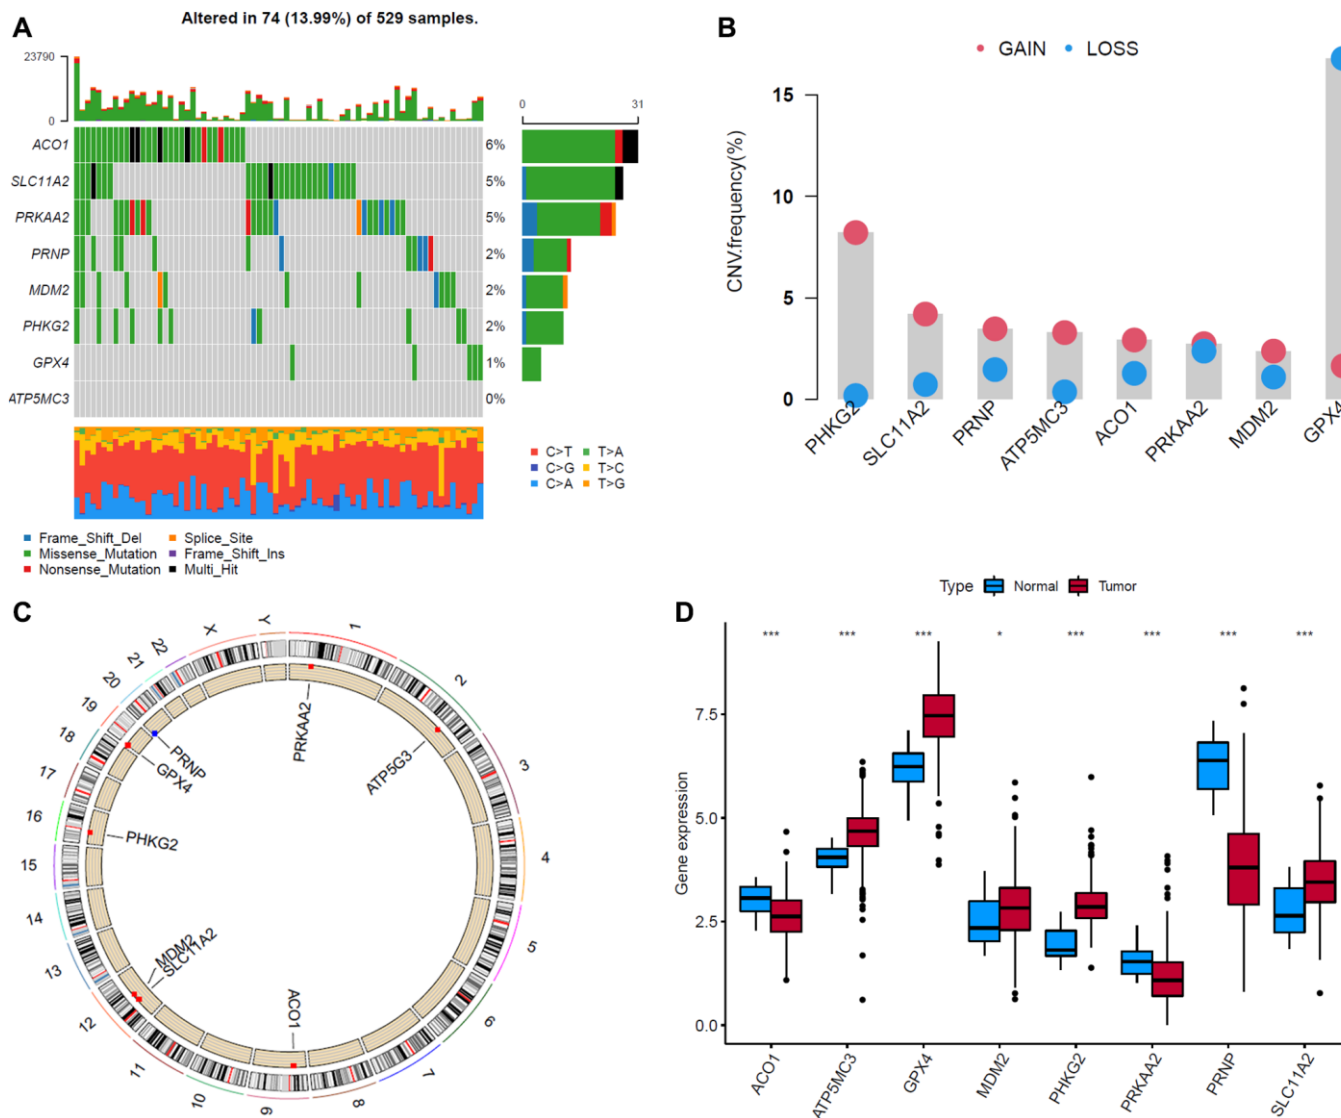 A
Altered in 74 (13.99%) of 529 samples.
23790
0
0 31
ACO1 6%
SLC11A2 5%
PRKAA2 5%
PRNP 2%
MDM2 2%
PHKG2 2%
GPX4 1%
ATP5MC3 0%
C>T T>A
C>G T>C
C>A T>G
Frame_Shift_Del Splice_Site
Missense_Mutation Frame_Shift_Ins
Nonsense_Mutation Multi_Hit
B
GAIN LOSS
CNV.frequency(%)
15
10
5
0
PHKG2
SLC11A2
PRNP
ATP5MC3
ACO1
PRKAA2
MDM2
GPX4
C
1
2
3
4
5
6
7
8
9
10
11
12
13
14
15
16
17
18
19
20
21
22
X
Y
PRKAA2
ATP5G3
ACO1
SLC11A2
MDM2
PHKG2
GPX4
PRNP
D
Type Normal Tumor
*** *** *** * *** *** *** ***
Gene expression
7.5
5.0
2.5
0.0
ACO1
ATP5MC3
GPX4
MDM2
PHKG2
PRKAA2
PRNP
SLC11A2